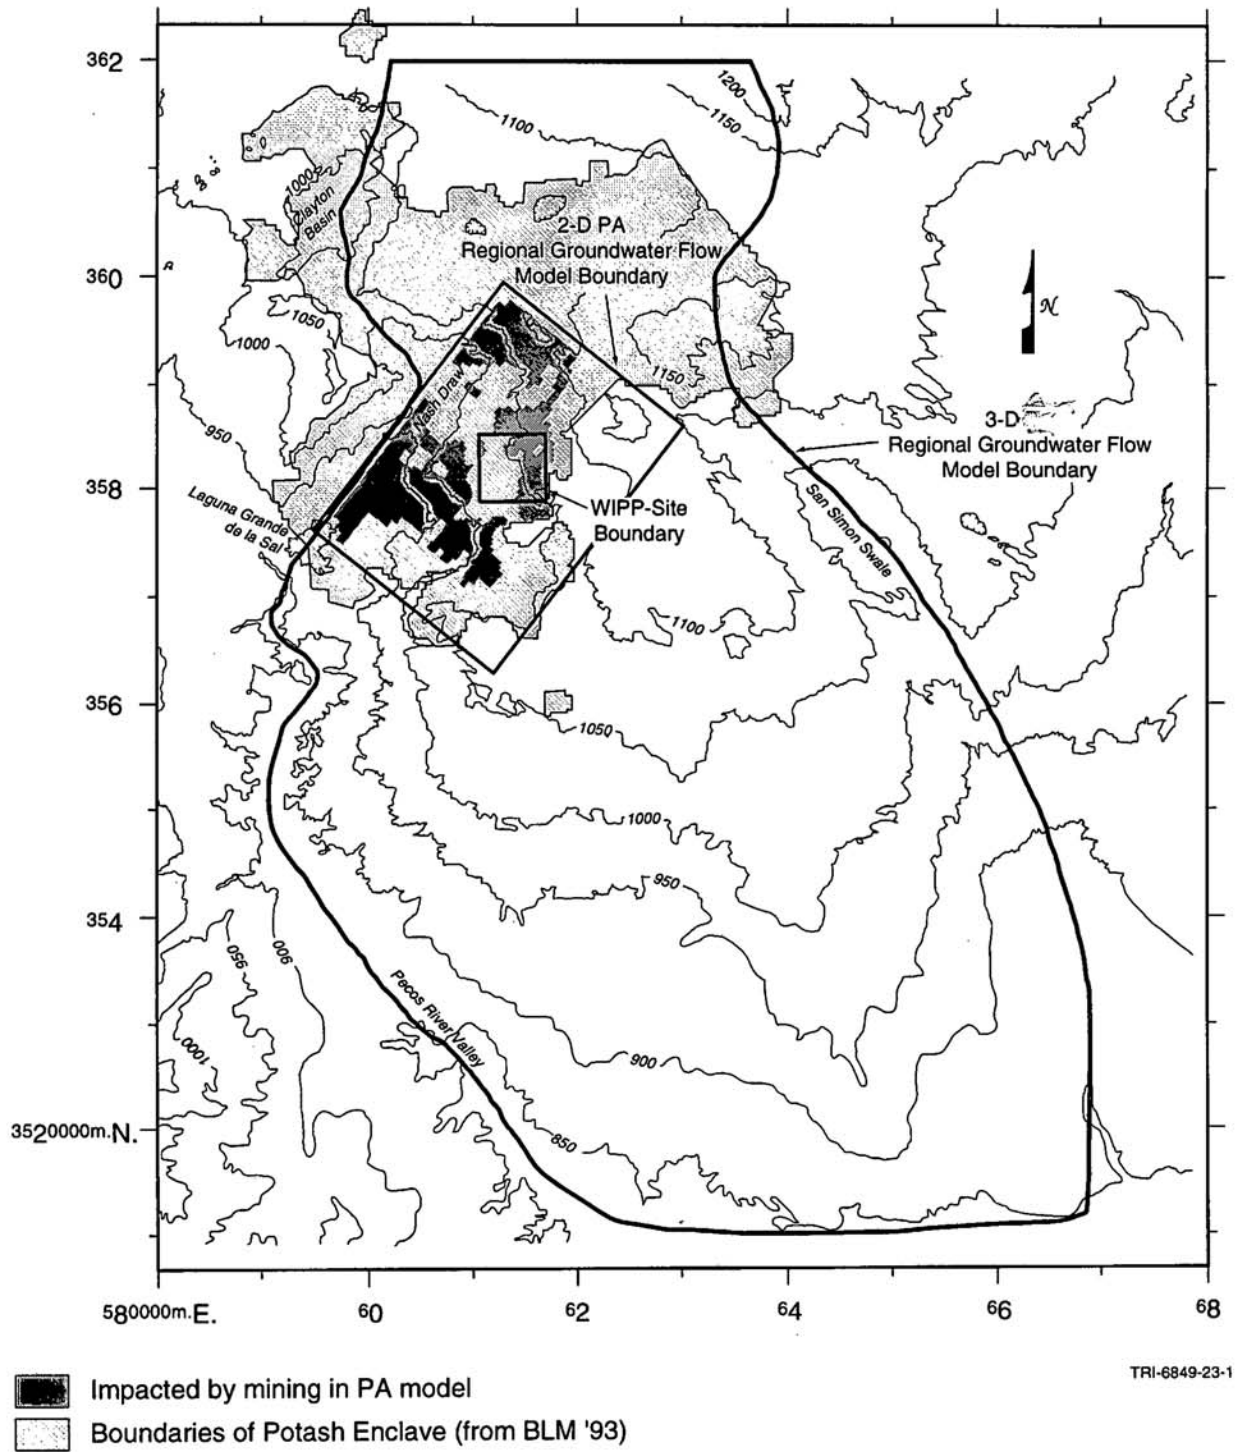 362
1200
1100
1150
1000
Clayton
Basin
2-D PA
Regional Groundwater Flow
Model Boundary
360
N
1050
1000
1150
3-D
Regional Groundwater Flow
Model Boundary
950
358
San Simon Swale
WIPP-Site
Boundary
Laguna Grande
de la Sal
1100
356
1050
1000
950
354
950
900
Pecos River Valley
1000
900
3520000m.N.
850
580000m.E.
60
62
64
66
68
TRI-6849-23-1
Impacted by mining in PA model
Boundaries of Potash Enclave (from BLM '93)